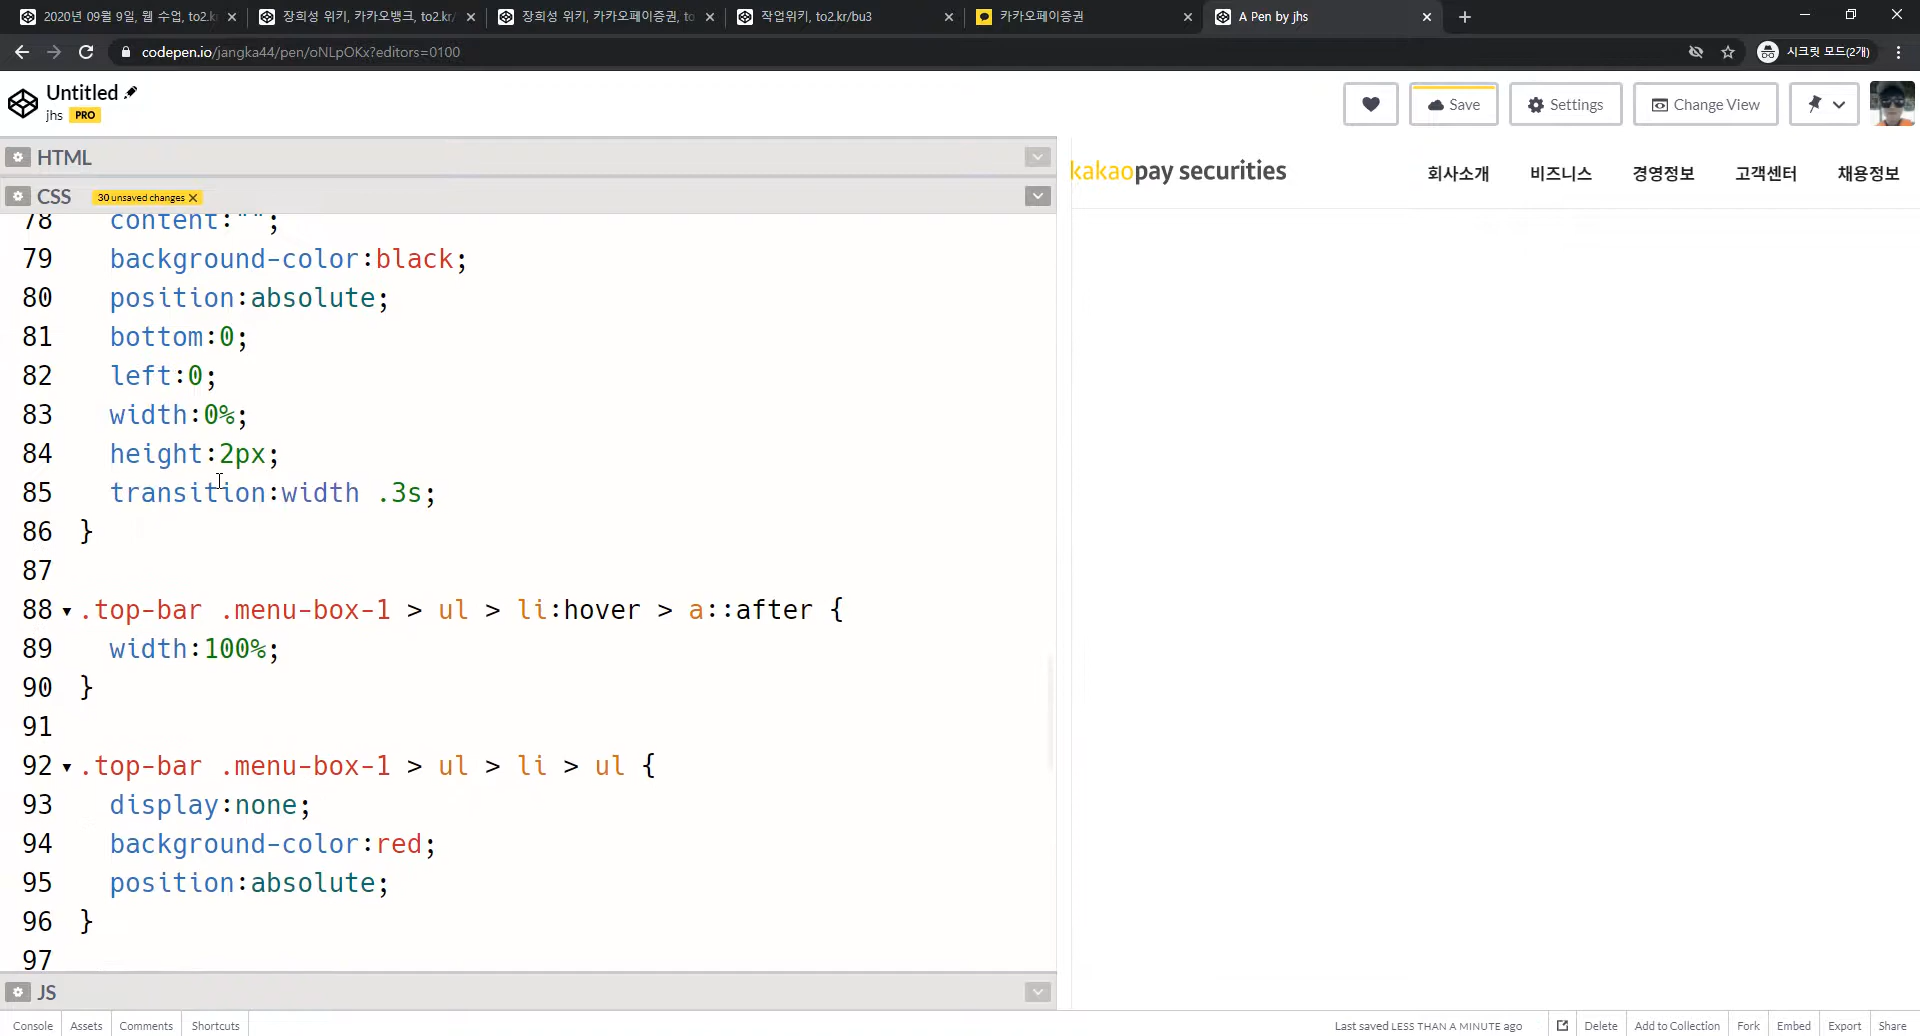 2020년 09월 9일, 웹 수업, to2.k
장희성 위키, 카카오뱅크, to2.kr/
장희성 위키, 카카오페이증권, to
작업위키, to2.kr/bu3
카카오페이증권
A Pen by jhs
codepen.io/jangka44/pen/oNLpOKx?editors=0100
시크릿 모드(2개)
Untitled
jhs PRO
Save
Settings
Change View
HTML
CSS 30 unsaved changes ×
78 content:"";
79 background-color:black;
80 position:absolute;
81 bottom:0;
82 left:0;
83 width:0%;
84 height:2px;
85 transition:width .3s;
86 }
87
88 .top-bar .menu-box-1 > ul > li:hover > a::after {
89 width:100%;
90 }
91
92 .top-bar .menu-box-1 > ul > li > ul {
93 display:none;
94 background-color:red;
95 position:absolute;
96 }
97
JS
kakaopay securities
회사소개 비즈니스 경영정보 고객센터 채용정보
Console Assets Comments Shortcuts
Last saved LESS THAN A MINUTE ago
Delete Add to Collection Fork Embed Export Share